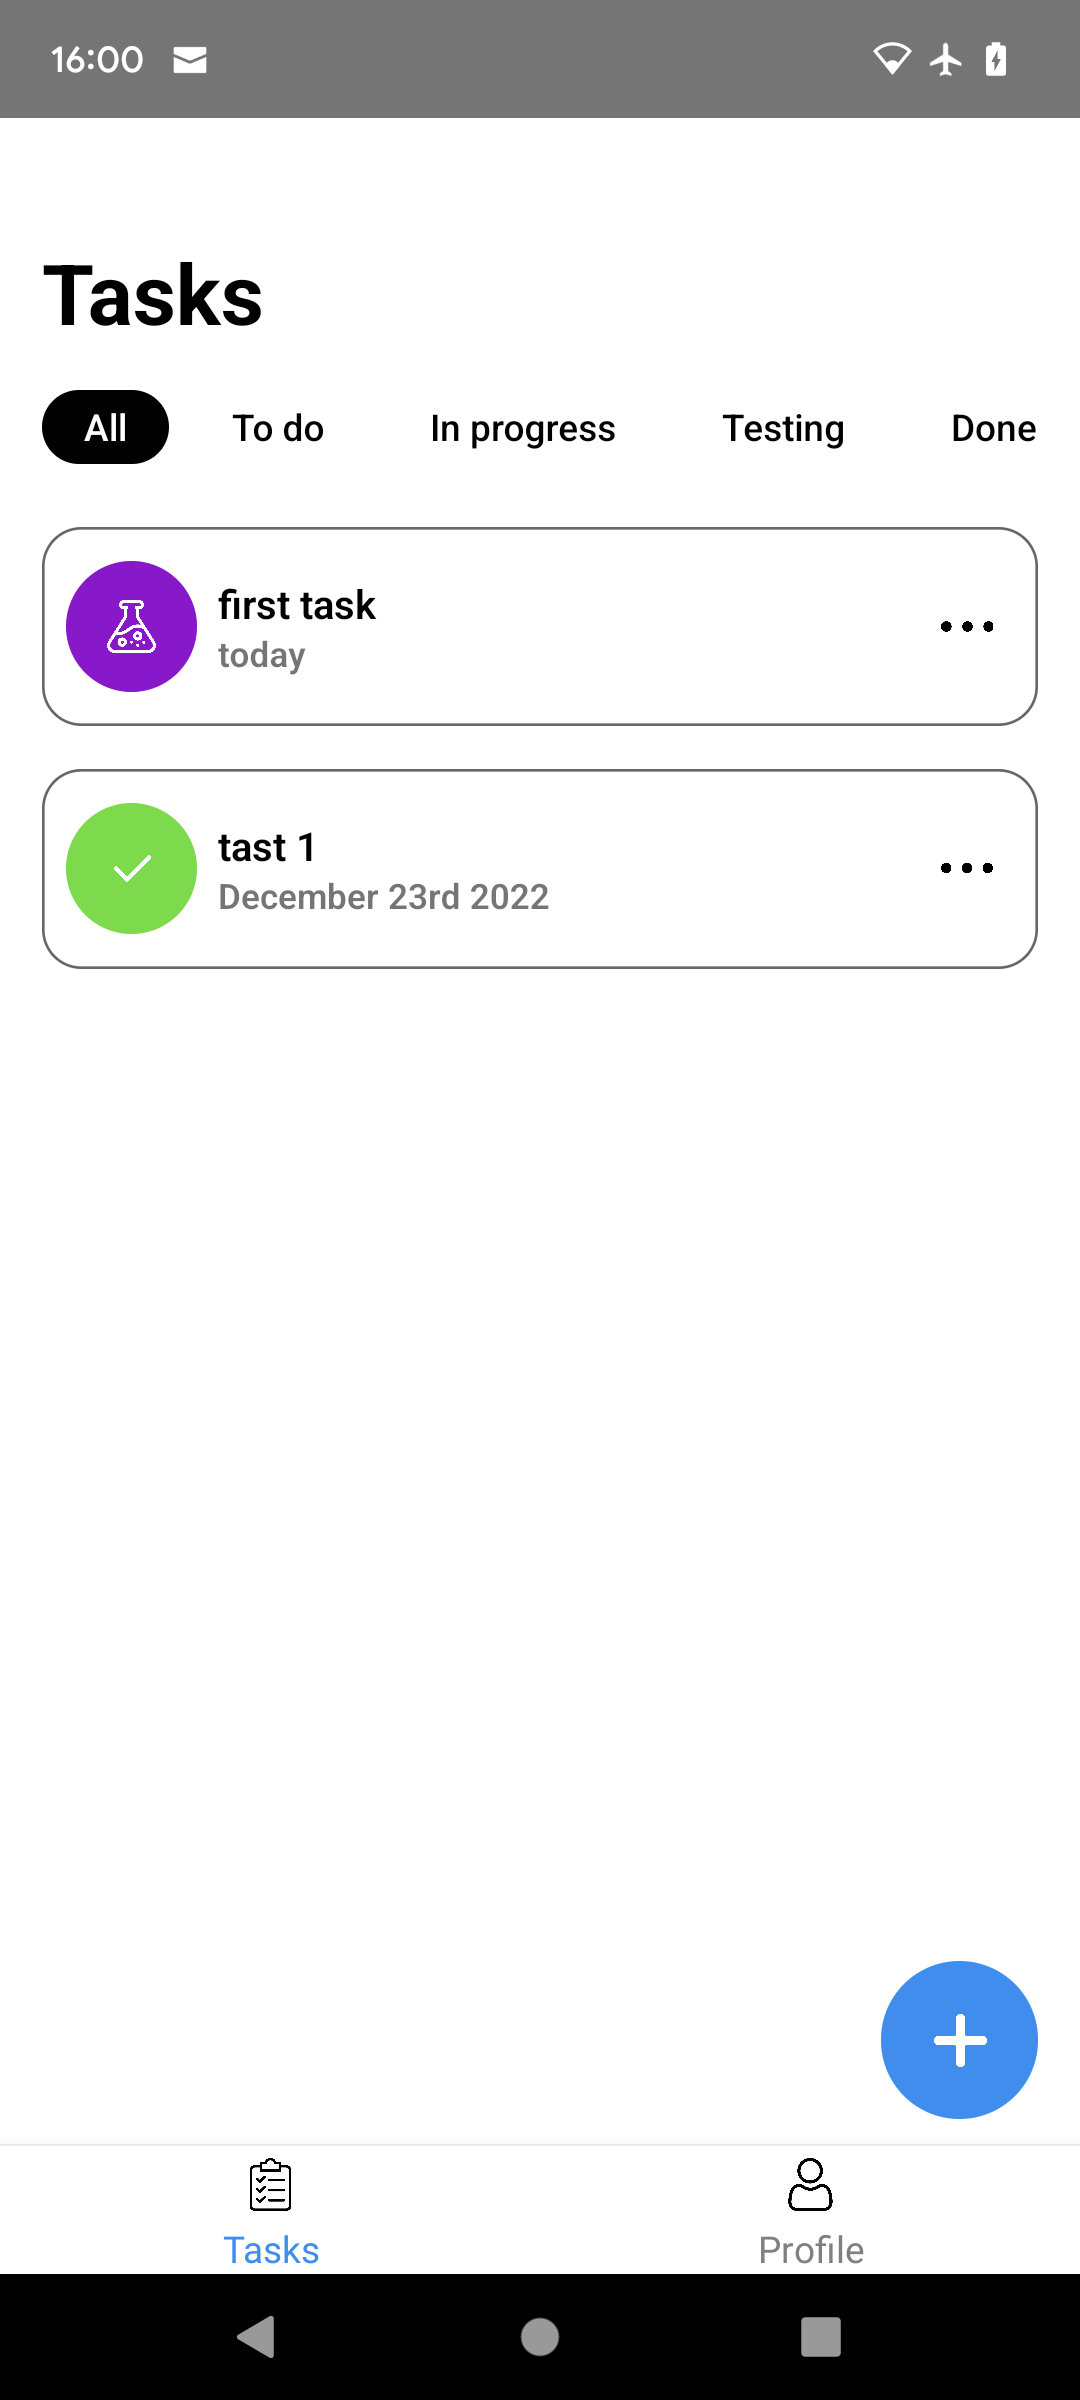 16:00
Tasks
All To do In progress Testing Done
first task
today
tast 1
December 23rd 2022
Tasks Profile